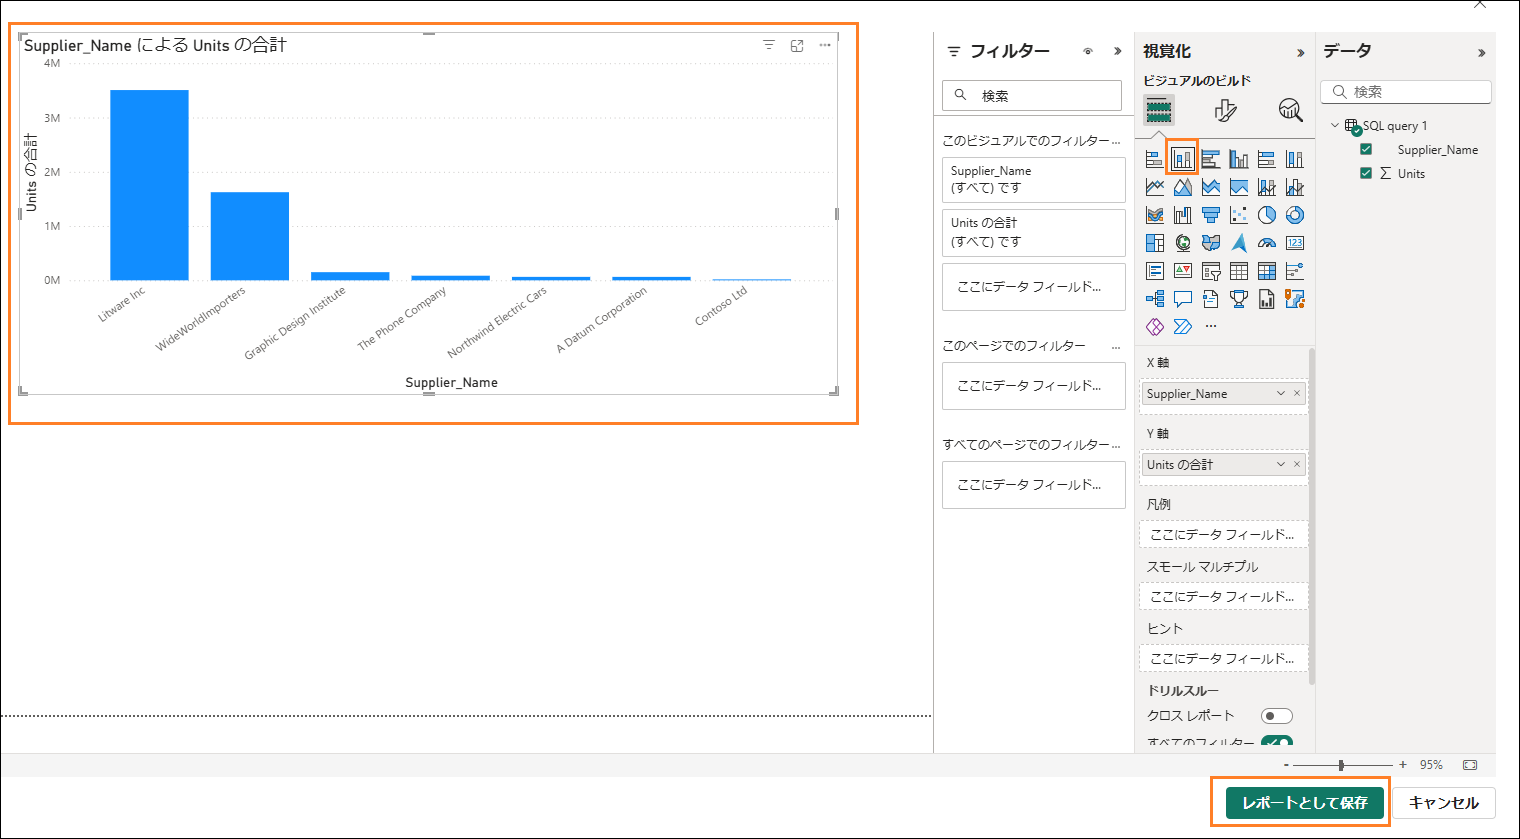 Supplier_Name による Units の合計
4M
3M
2M
1M
0M
Units の合計
Litware Inc
WideWorldImporters
Graphic Design Institute
The Phone Company
Northwind Electric Cars
A Datum Corporation
Contoso Ltd
Supplier_Name
フィルター
検索
このビジュアルでのフィルター...
Supplier_Name
(すべて) です
Units の合計
(すべて) です
ここにデータ フィールド...
このページでのフィルター ...
ここにデータ フィールド...
すべてのページでのフィルター...
ここにデータ フィールド...
視覚化
ビジュアルのビルド
123
...
X 軸
Supplier_Name
Y 軸
Units の合計
凡例
ここにデータ フィールド...
スモール マルチプル
ここにデータ フィールド...
ヒント
ここにデータ フィールド...
ドリルスルー
クロス レポート
すべてのフィルター
データ
検索
SQL query 1
Supplier_Name
Σ Units
- + 95%
レポートとして保存
キャンセル